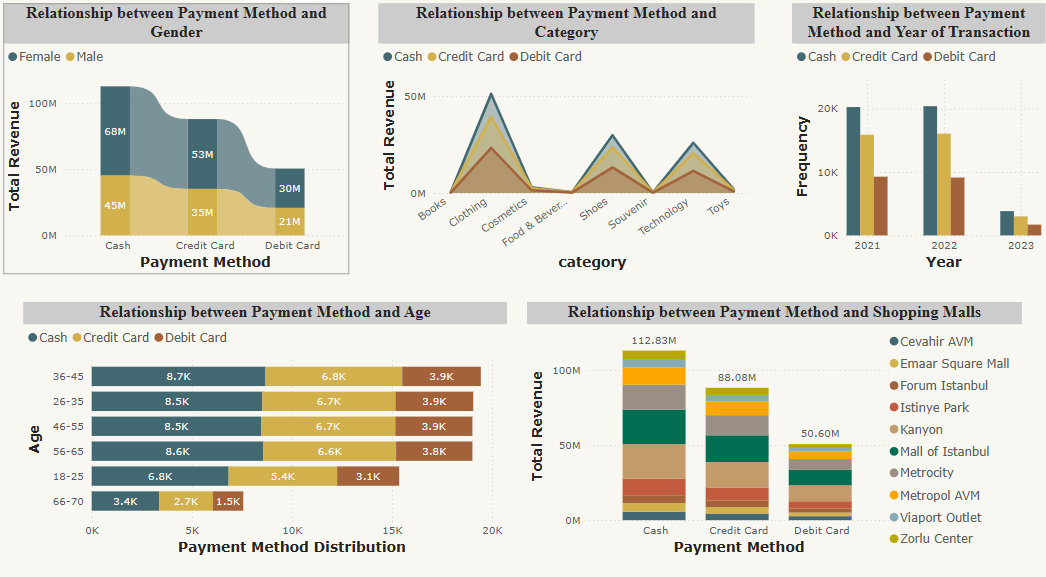 Relationship between Payment Method and
Gender
Female Male
Total Revenue
100M
50M
0M
68M
45M
53M
35M
30M
21M
Cash Credit Card Debit Card
Payment Method
Relationship between Payment Method and
Category
Cash Credit Card Debit Card
Total Revenue
50M
0M
Books
Clothing
Cosmetics
Food & Bever...
Shoes
Souvenir
Technology
Toys
category
Relationship between Payment
Method and Year of Transaction
Cash Credit Card Debit Card
Frequency
20K
10K
0K
2021 2022 2023
Year
Relationship between Payment Method and Age
Cash Credit Card Debit Card
Age
36-45 8.7K 6.8K 3.9K
26-35 8.5K 6.7K 3.9K
46-55 8.5K 6.7K 3.9K
56-65 8.6K 6.6K 3.8K
18-25 6.8K 5.4K 3.1K
66-70 3.4K 2.7K 1.5K
0K 5K 10K 15K 20K
Payment Method Distribution
Relationship between Payment Method and Shopping Malls
Total Revenue
100M
50M
0M
112.83M
88.08M
50.60M
Cash Credit Card Debit Card
Payment Method
Cevahir AVM
Emaar Square Mall
Forum Istanbul
Istinye Park
Kanyon
Mall of Istanbul
Metrocity
Metropol AVM
Viaport Outlet
Zorlu Center